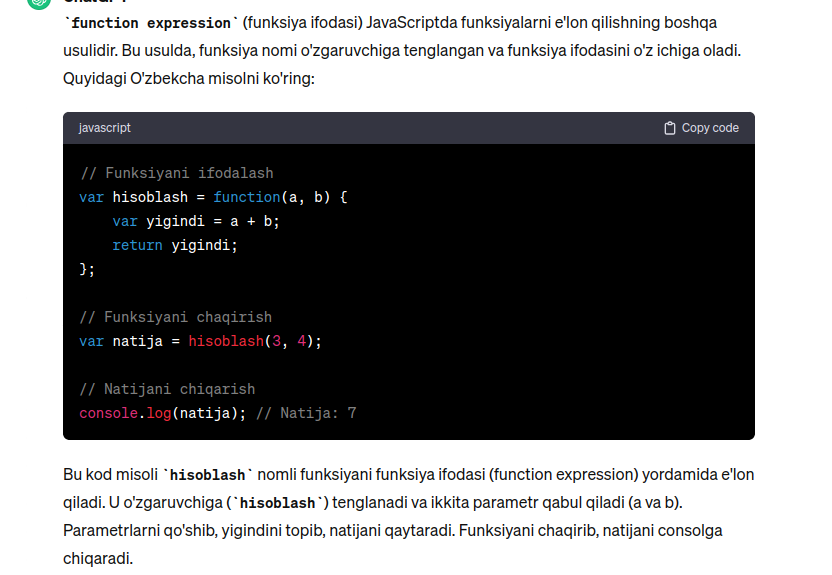 `function expression` (funksiya ifodasi) JavaScriptda funksiyalarni e'lon qilishning boshqa
usulidir. Bu usulda, funksiya nomi o'zgaruvchiga tenglangan va funksiya ifodasini o'z ichiga oladi.
Quyidagi O'zbekcha misolni ko'ring:
javascript Copy code
// Funksiyani ifodalash
var hisoblash = function(a, b) {
    var yigindi = a + b;
    return yigindi;
};
// Funksiyani chaqirish
var natija = hisoblash(3, 4);
// Natijani chiqarish
console.log(natija); // Natija: 7
Bu kod misoli `hisoblash` nomli funksiyani funksiya ifodasi (function expression) yordamida e'lon
qiladi. U o'zgaruvchiga (`hisoblash`) tenglanadi va ikkita parametr qabul qiladi (a va b).
Parametrlarni qo'shib, yigindini topib, natijani qaytaradi. Funksiyani chaqirib, natijani consolga
chiqaradi.